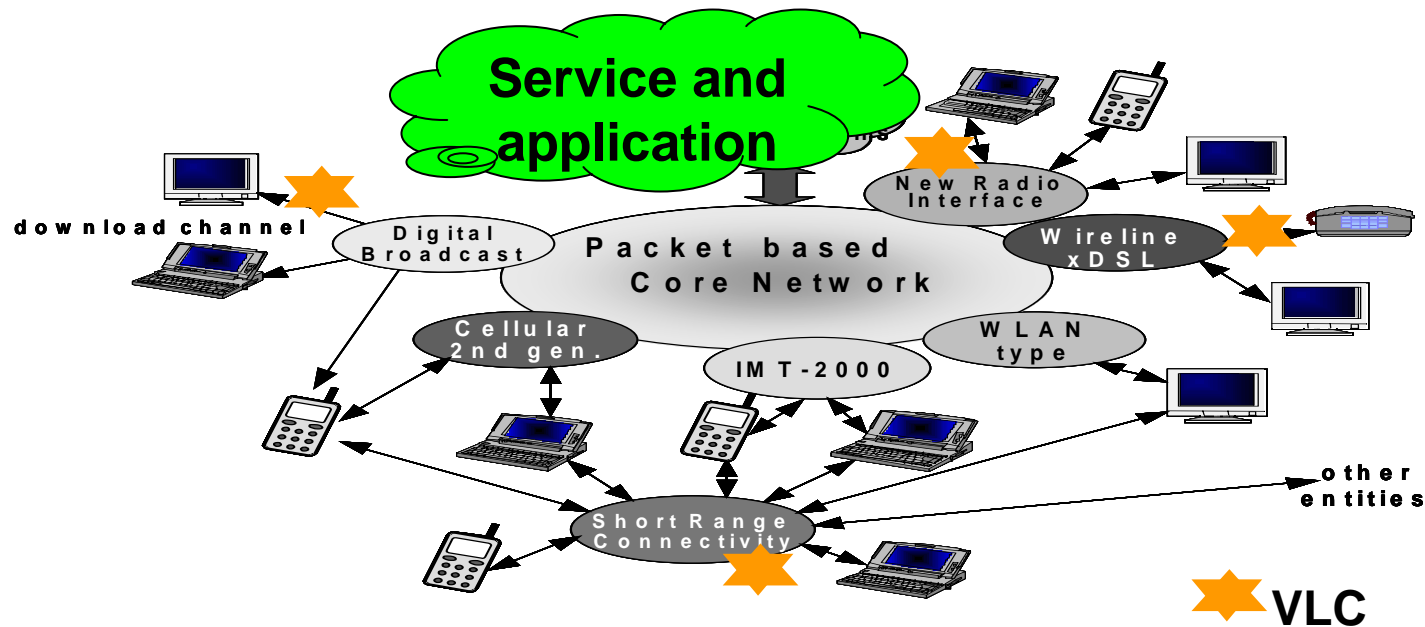 Service and
application
New Radio
Interface
download channel
Digital
Broadcast
Packet based
Core Network
Wireline
xDSL
Cellular
2nd gen.
IMT-2000
WLAN
type
other
entities
Short Range
Connectivity
VLC